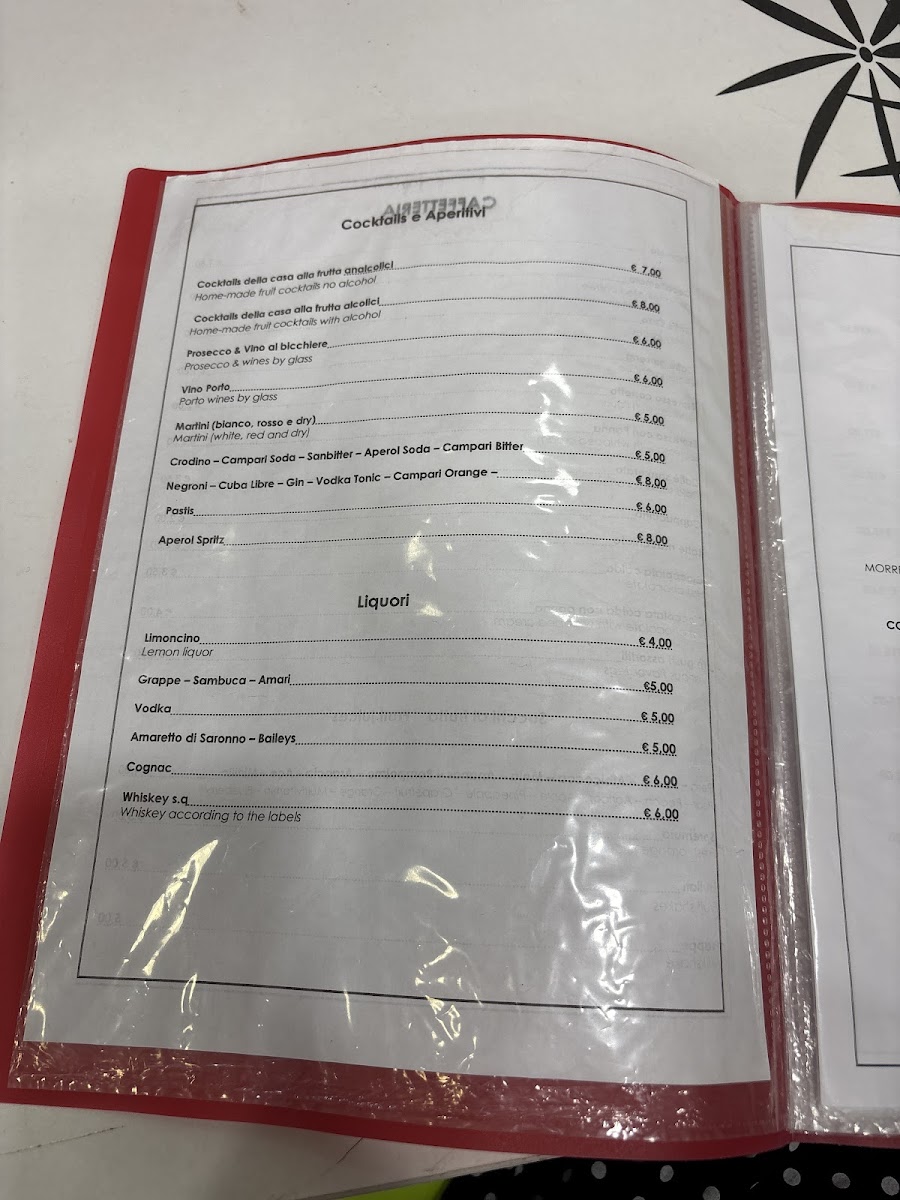 Cocktails e Aperitivi
Cocktails della casa alla frutta analcolici € 7,00
Home-made fruit cocktails no alcohol
Cocktails della casa alla frutta alcolici € 8,00
Home-made fruit cocktails with alcohol
Prosecco & Vino al bicchiere € 6,00
Prosecco & wines by glass
Vino Porto € 6,00
Porto wines by glass
Martini (bianco, rosso e dry) € 5,00
Martini (white, red and dry)
Crodino – Campari Soda – Sanbitter – Aperol Soda – Campari Bitter € 5,00
Negroni – Cuba Libre – Gin – Vodka Tonic – Campari Orange – € 8,00
Pastis € 6,00
Aperol Spritz € 8,00
Liquori
Limoncino € 4,00
Lemon liquor
Grappe – Sambuca – Amari €5,00
Vodka € 5,00
Amaretto di Saronno – Baileys € 5,00
Cognac € 6,00
Whiskey s.q € 6,00
Whiskey according to the labels
CAFFETTERIA
MORRE